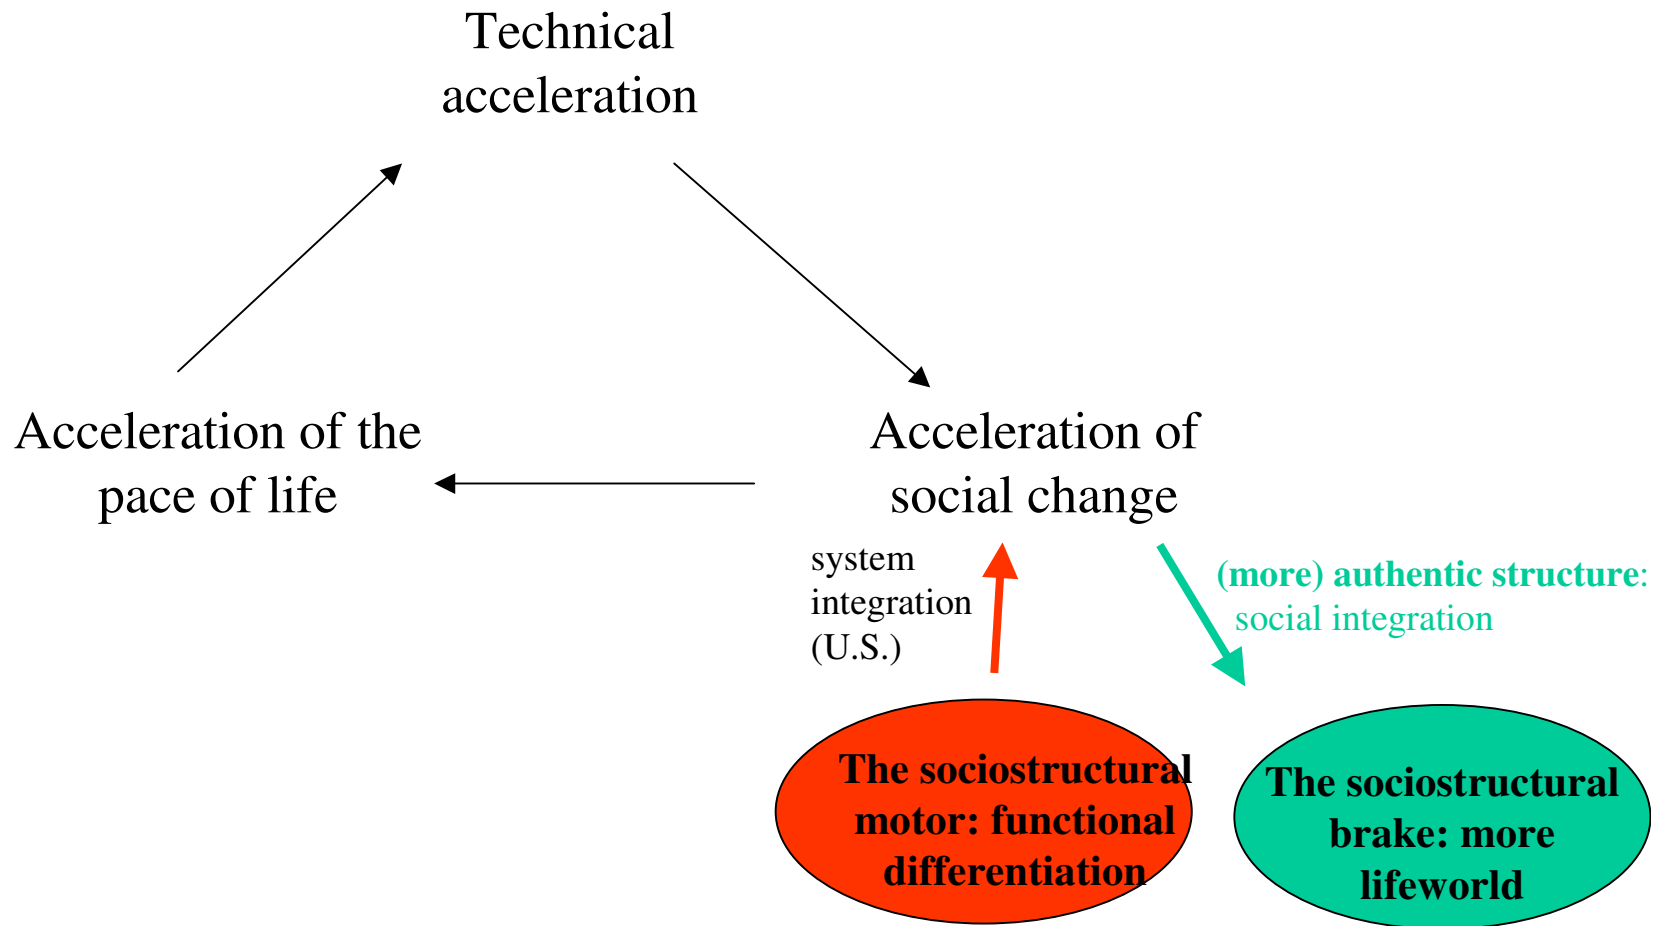 Technical
acceleration
Acceleration of the
pace of life
Acceleration of
social change
system
integration
(U.S.)
(more) authentic structure:
social integration
The sociostructural
motor: functional
differentiation
The sociostructural
brake: more
lifeworld